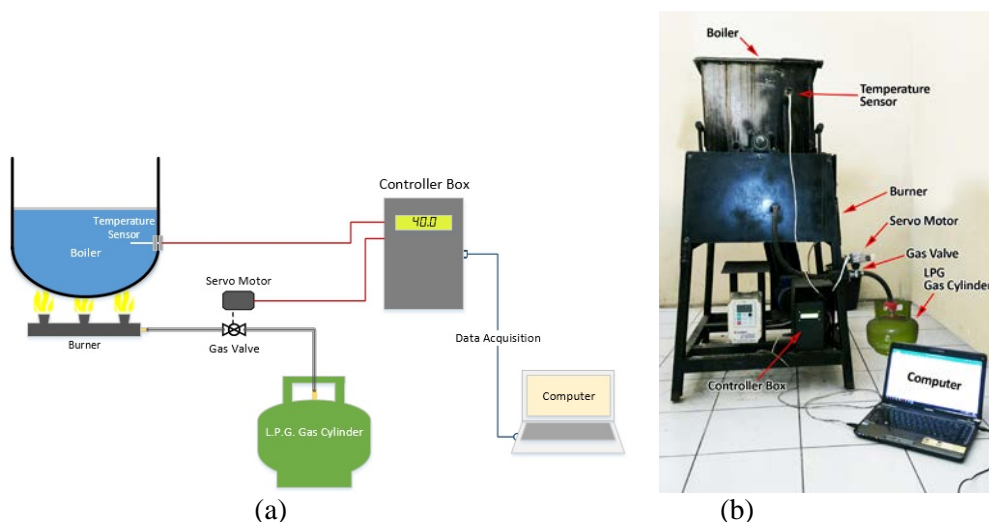 Controller Box
40.0
Temperature
Sensor
Boiler
Servo Motor
Burner
Gas Valve
Data Acquisition
L.P.G. Gas Cylinder
Computer
(a)
Boiler
Temperature
Sensor
Burner
Servo Motor
Gas Valve
LPG
Gas Cylinder
Controller Box
Computer
(b)